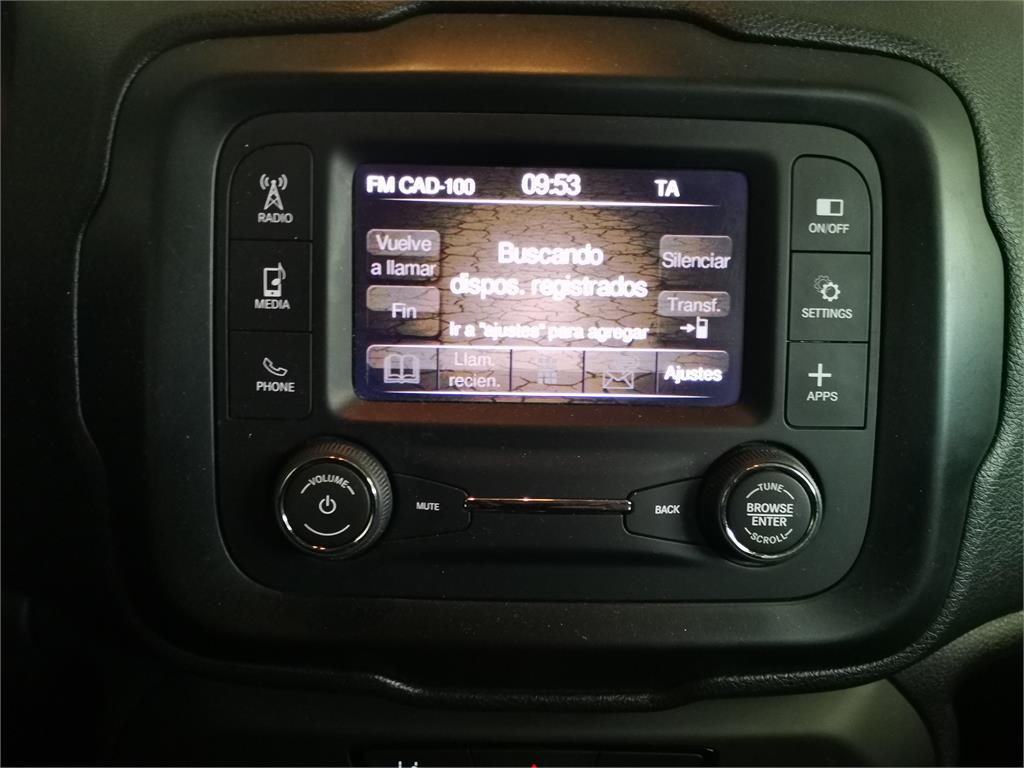 FM CAD-100 09:53 TA
Vuelve
a llamar
Fin
Buscando
dispos. registrados
Ir a "ajustes" para agregar
Silenciar
Transf.
Llam.
recien.
Ajustes
RADIO
MEDIA
PHONE
ON/OFF
SETTINGS
APPS
VOLUME
MUTE
BACK
TUNE
BROWSE
ENTER
SCROLL